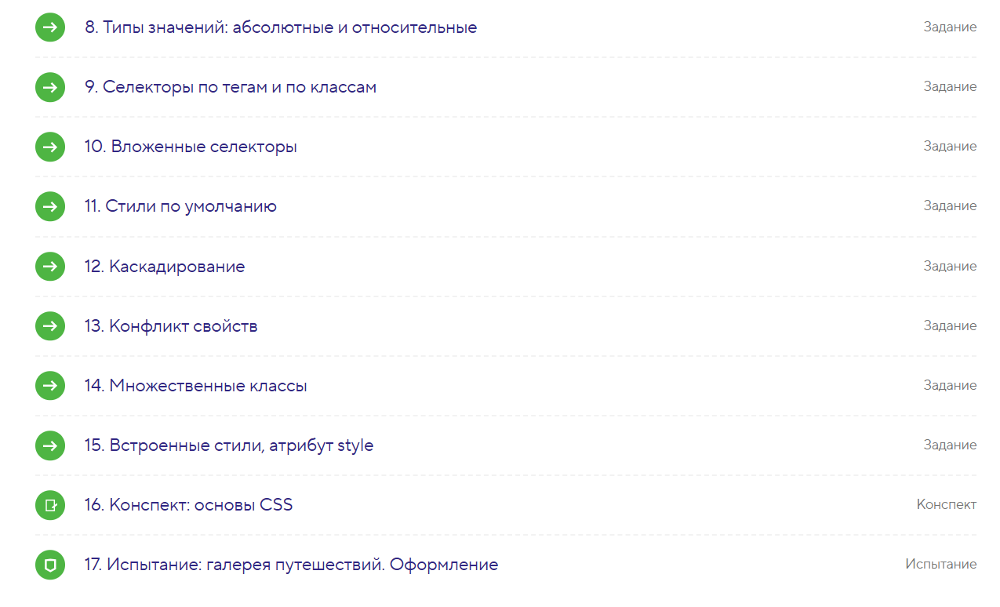 8. Типы значений: абсолютные и относительные Задание
9. Селекторы по тегам и по классам Задание
10. Вложенные селекторы Задание
11. Стили по умолчанию Задание
12. Каскадирование Задание
13. Конфликт свойств Задание
14. Множественные классы Задание
15. Встроенные стили, атрибут style Задание
16. Конспект: основы CSS Конспект
17. Испытание: галерея путешествий. Оформление Испытание